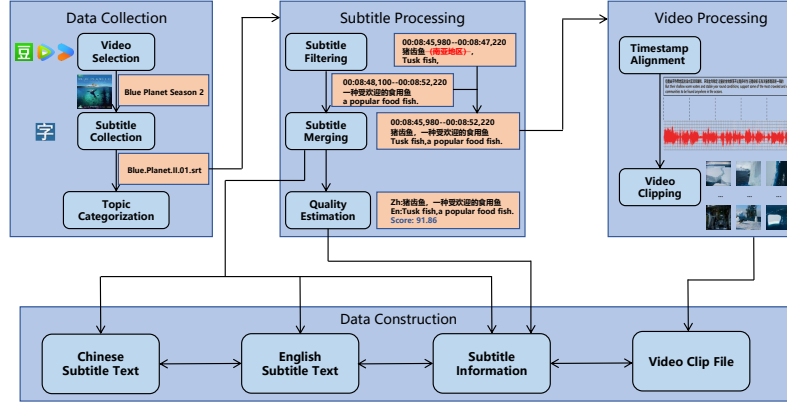 Data Collection
豆
Video
Selection
Blue Planet Season 2
字
Subtitle
Collection
Blue.Planet.II.01.srt
Topic
Categorization
Subtitle Processing
Subtitle
Filtering
00:08:45,980--00:08:47,220
猪齿鱼（南亚地区），
Tusk fish,
00:08:48,100--00:08:52,220
一种受欢迎的食用鱼
a popular food fish.
Subtitle
Merging
00:08:45,980--00:08:52,220
猪齿鱼，一种受欢迎的食用鱼
Tusk fish,a popular food fish.
Quality
Estimation
Zh:猪齿鱼，一种受欢迎的食用鱼
En:Tusk fish,a popular food fish.
Score: 91.86
Video Processing
Timestamp
Alignment
Video
Clipping
...
...
...
Data Construction
Chinese
Subtitle Text
English
Subtitle Text
Subtitle
Information
Video Clip File